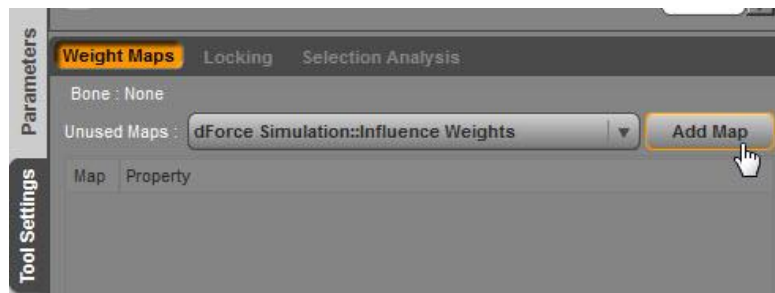 Parameters
Tool Settings
Weight Maps Locking Selection Analysis
Bone : None
Unused Maps : dForce Simulation::Influence Weights Add Map
Map Property